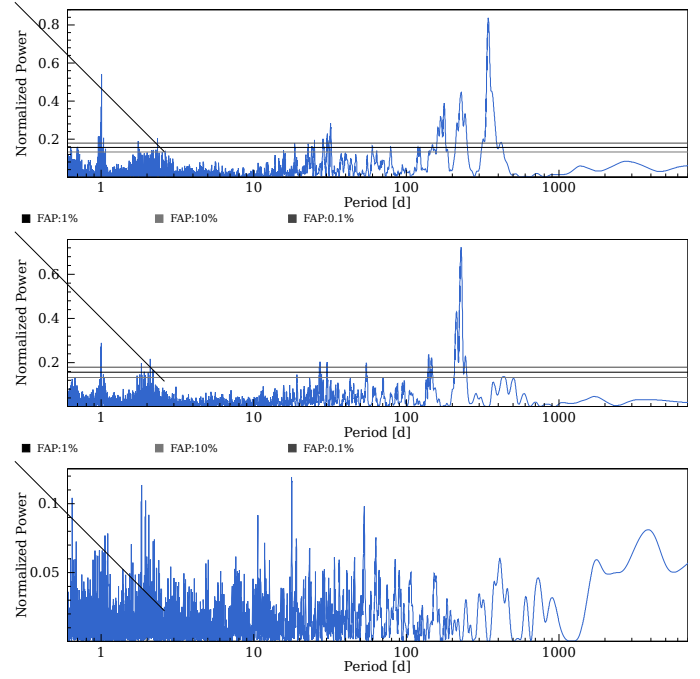 Normalized Power
0.8
0.6
0.4
0.2
1 10 100 1000
Period [d]
FAP:1% FAP:10% FAP:0.1%
Normalized Power
0.6
0.4
0.2
1 10 100 1000
Period [d]
FAP:1% FAP:10% FAP:0.1%
Normalized Power
0.1
0.05
1 10 100 1000
Period [d]